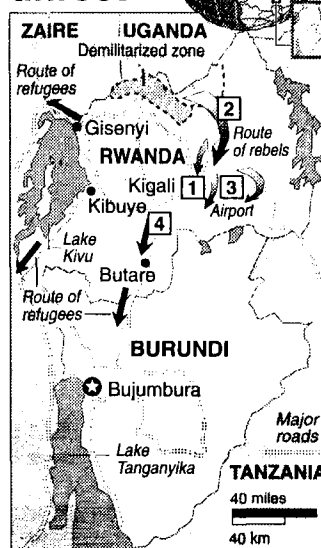 ZAIRE UGANDA
Demilitarized zone
Route of
refugees
2
Gisenyi
Route
of rebels
RWANDA
Kigali 1 3
Airport
Kibuye
4
Lake
Kivu
Butare
Route of
refugees
BURUNDI
Bujumbura
Major
roads
Lake
Tanganyika
TANZANIA
40 miles
40 km